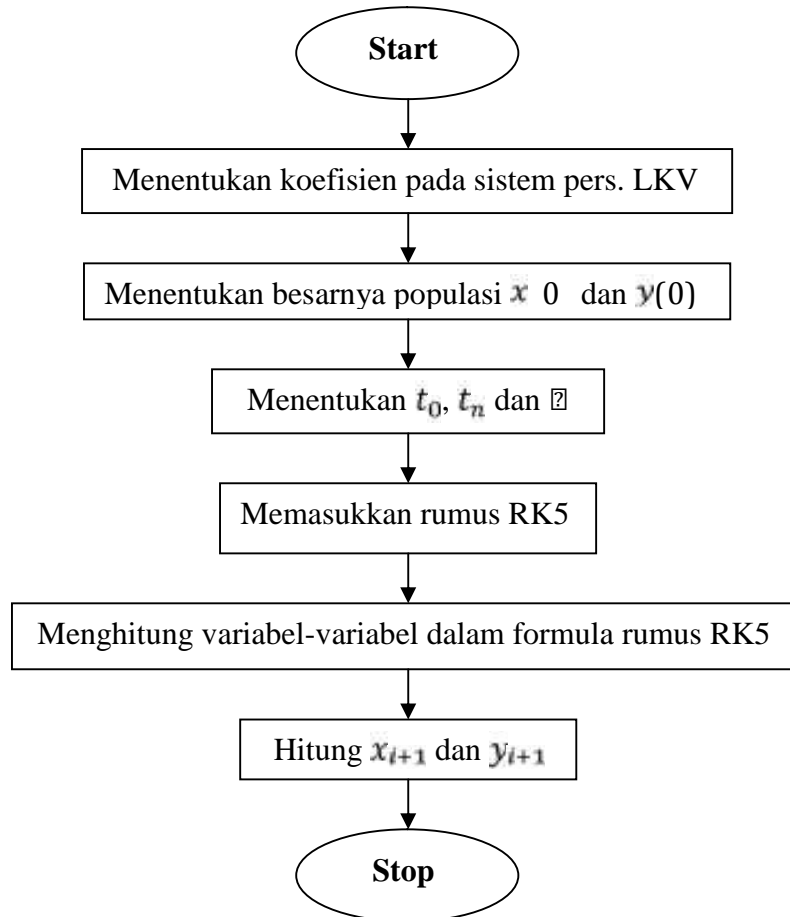 Start
Menentukan koefisien pada sistem pers. LKV
Menentukan besarnya populasi x 0 dan y(0)
Menentukan t₀, tₙ dan
Memasukkan rumus RK5
Menghitung variabel-variabel dalam formula rumus RK5
Hitung xᵢ₊₁ dan yᵢ₊₁
Stop